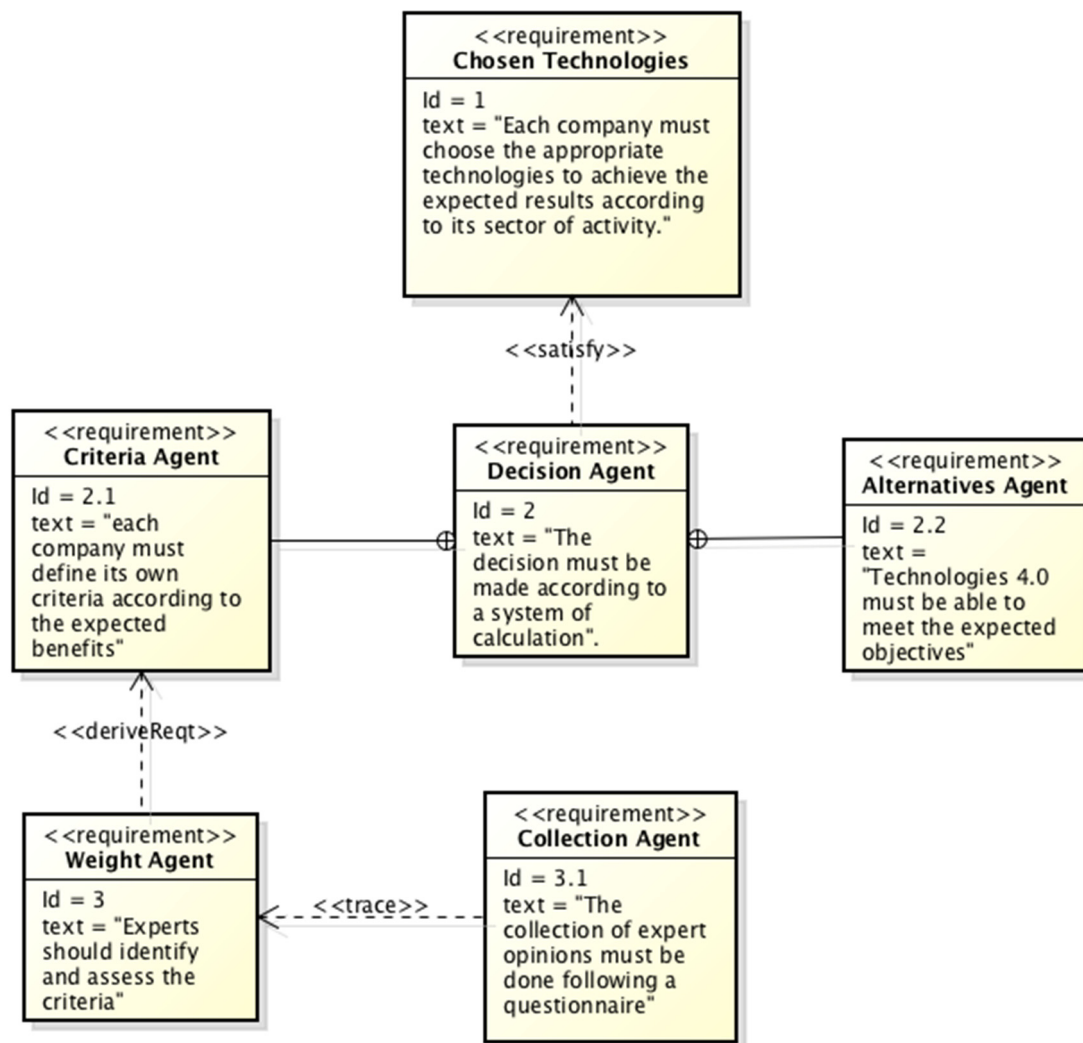 <<requirement>>
Chosen Technologies
Id = 1
text = "Each company must
choose the appropriate
technologies to achieve the
expected results according
to its sector of activity."
<<satisfy>>
<<requirement>>
Criteria Agent
Id = 2.1
text = "each
company must
define its own
criteria according to
the expected
benefits"
<<requirement>>
Decision Agent
Id = 2
text = "The
decision must be
made according to
a system of
calculation".
<<requirement>>
Alternatives Agent
Id = 2.2
text =
"Technologies 4.0
must be able to
meet the expected
objectives"
<<deriveReqt>>
<<requirement>>
Weight Agent
Id = 3
text = "Experts
should identify
and assess the
criteria"
<<trace>>
<<requirement>>
Collection Agent
Id = 3.1
text = "The
collection of expert
opinions must be
done following a
questionnaire"